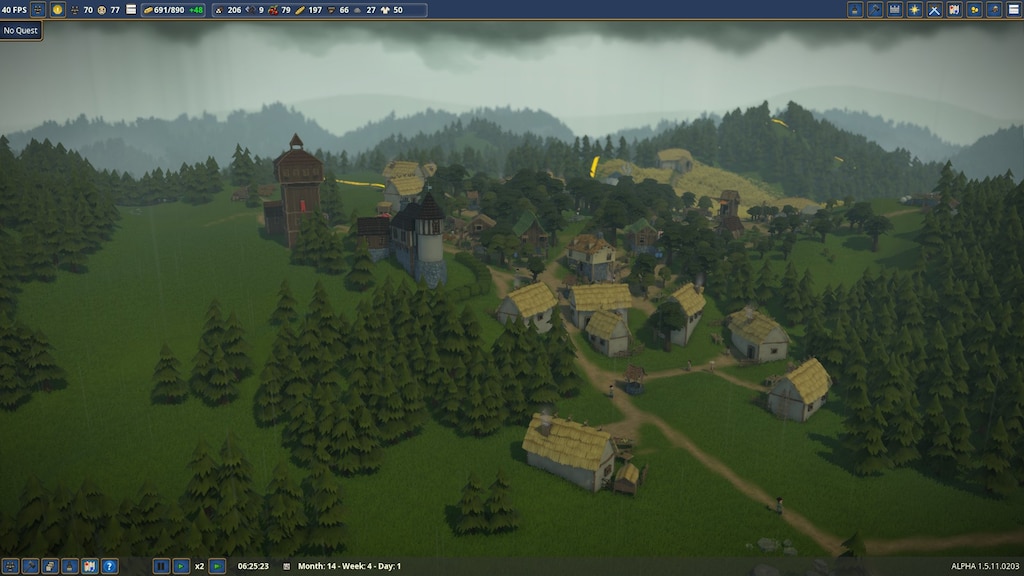 40 FPS 70 77 691/890 +48 206 9 79 197 66 27 50
No Quest
x2 06:25:23 Month: 14 - Week: 4 - Day: 1 ALPHA 1.5.11.0203